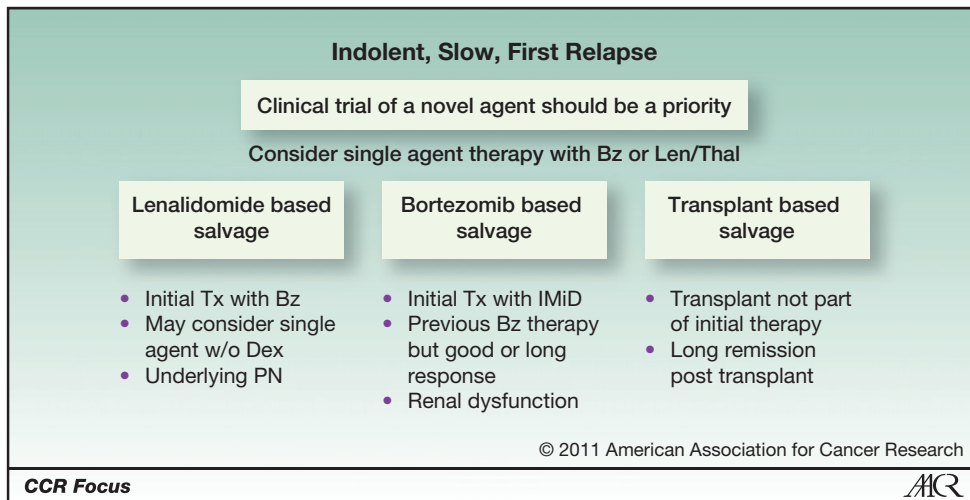 Indolent, Slow, First Relapse
Clinical trial of a novel agent should be a priority
Consider single agent therapy with Bz or Len/Thal
Lenalidomide based
salvage
• Initial Tx with Bz
• May consider single
agent w/o Dex
• Underlying PN
Bortezomib based
salvage
• Initial Tx with IMiD
• Previous Bz therapy
but good or long
response
• Renal dysfunction
Transplant based
salvage
• Transplant not part
of initial therapy
• Long remission
post transplant
© 2011 American Association for Cancer Research
CCR Focus
AACR